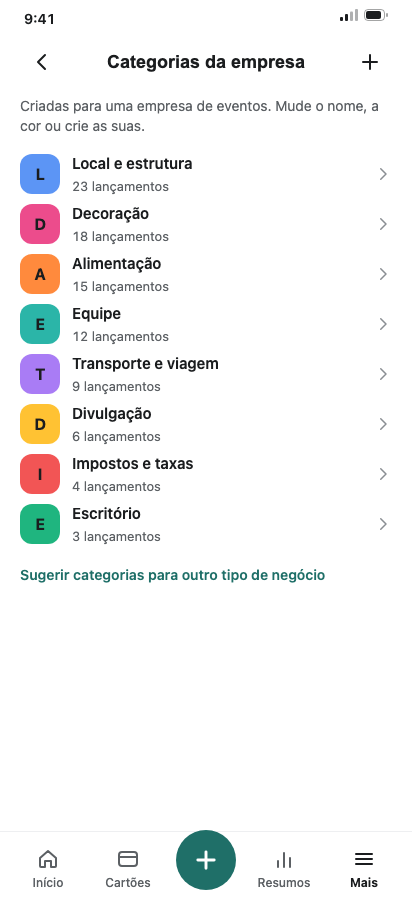 9:41
Categorias da empresa
Criadas para uma empresa de eventos. Mude o nome, a
cor ou crie as suas.
L
Local e estrutura
23 lançamentos
D
Decoração
18 lançamentos
A
Alimentação
15 lançamentos
E
Equipe
12 lançamentos
T
Transporte e viagem
9 lançamentos
D
Divulgação
6 lançamentos
I
Impostos e taxas
4 lançamentos
E
Escritório
3 lançamentos
Sugerir categorias para outro tipo de negócio
Início
Cartões
Resumos
Mais